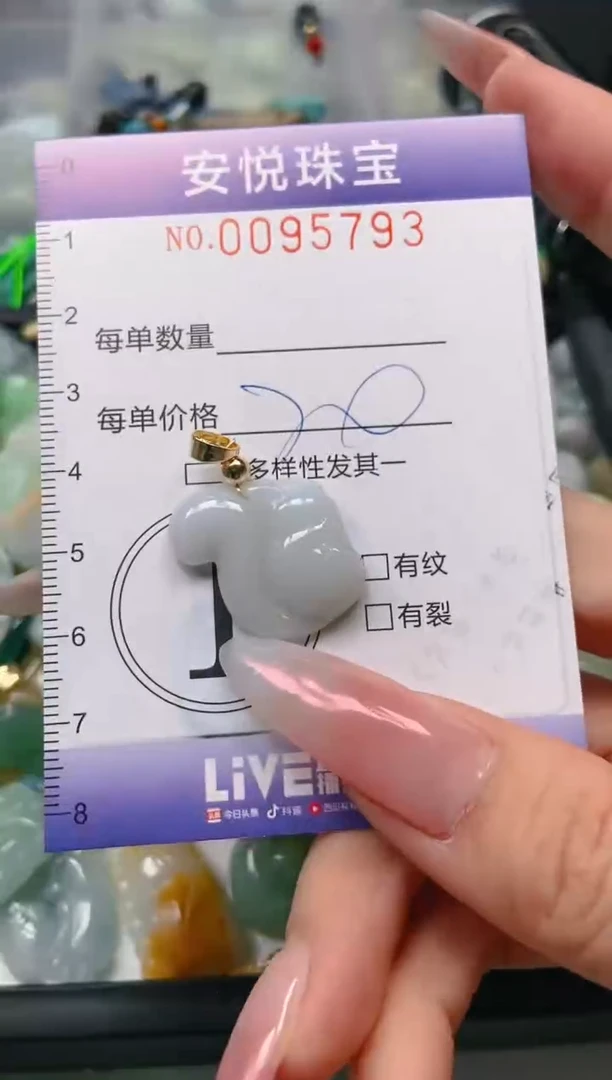 安悦珠宝
NO.0095793
每单数量
每单价格
多样性发其一
有纹
有裂
LiVE
今日头条 抖音
0
1
2
3
4
5
6
7
8